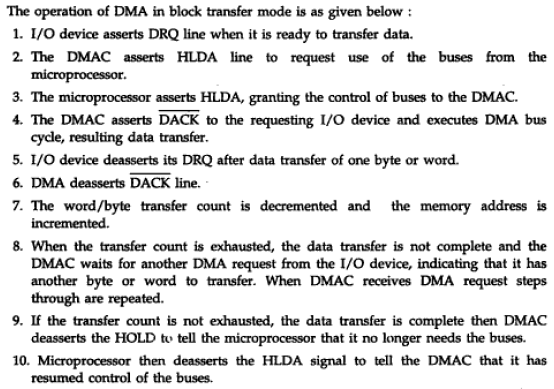 The operation of DMA in block transfer mode is as given below :
1. I/O device asserts DRQ line when it is ready to transfer data.
2. The DMAC asserts HLDA line to request use of the buses from the
microprocessor.
3. The microprocessor asserts HLDA, granting the control of buses to the DMAC.
4. The DMAC asserts DACK to the requesting I/O device and executes DMA bus
cycle, resulting data transfer.
5. I/O device deasserts its DRQ after data transfer of one byte or word.
6. DMA deasserts DACK line.
7. The word/byte transfer count is decremented and the memory address is
incremented.
8. When the transfer count is exhausted, the data transfer is not complete and the
DMAC waits for another DMA request from the I/O device, indicating that it has
another byte or word to transfer. When DMAC receives DMA request steps
through are repeated.
9. If the transfer count is not exhausted, the data transfer is complete then DMAC
deasserts the HOLD to tell the microprocessor that it no longer needs the buses.
10. Microprocessor then deasserts the HLDA signal to tell the DMAC that it has
resumed control of the buses.